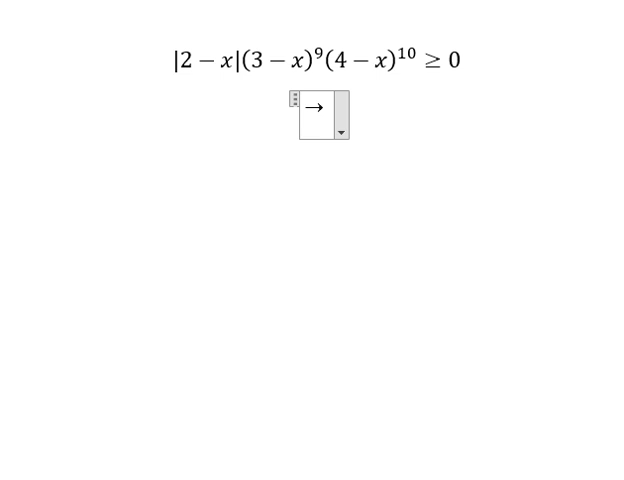 |2 − x|(3 − x)⁹(4 − x)¹⁰ ≥ 0
→